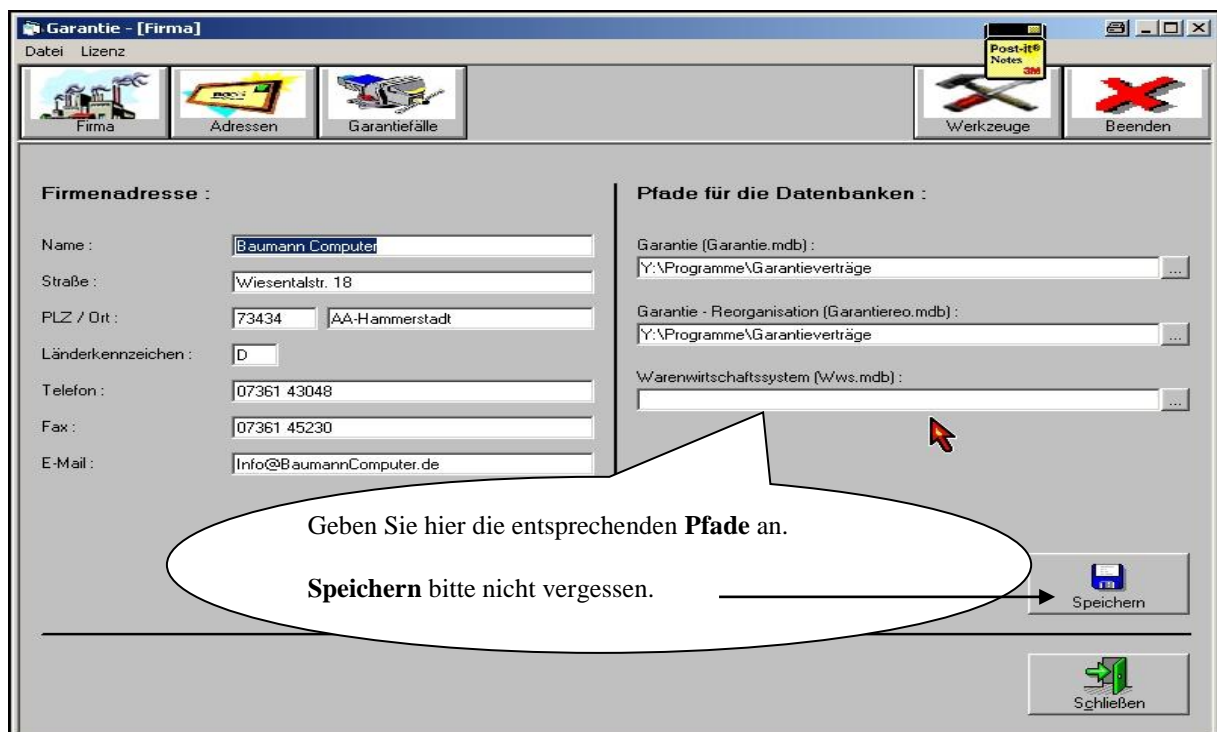 Garantie - [Firma]
Datei Lizenz
Post-it®
Notes
3M
Firma Adressen Garantiefälle Werkzeuge Beenden
Firmenadresse :
Name : Baumann Computer
Straße : Wiesentalstr. 18
PLZ / Ort : 73434 AA-Hammerstadt
Länderkennzeichen : D
Telefon : 07361 43048
Fax : 07361 45230
E-Mail : Info@BaumannComputer.de
Pfade für die Datenbanken :
Garantie (Garantie.mdb) :
Y:\Programme\Garantieverträge ...
Garantie - Reorganisation (Garantiereo.mdb) :
Y:\Programme\Garantieverträge ...
Warenwirtschaftssystem (Wws.mdb) :
...
Geben Sie hier die entsprechenden Pfade an.
Speichern bitte nicht vergessen.
Speichern
Schließen